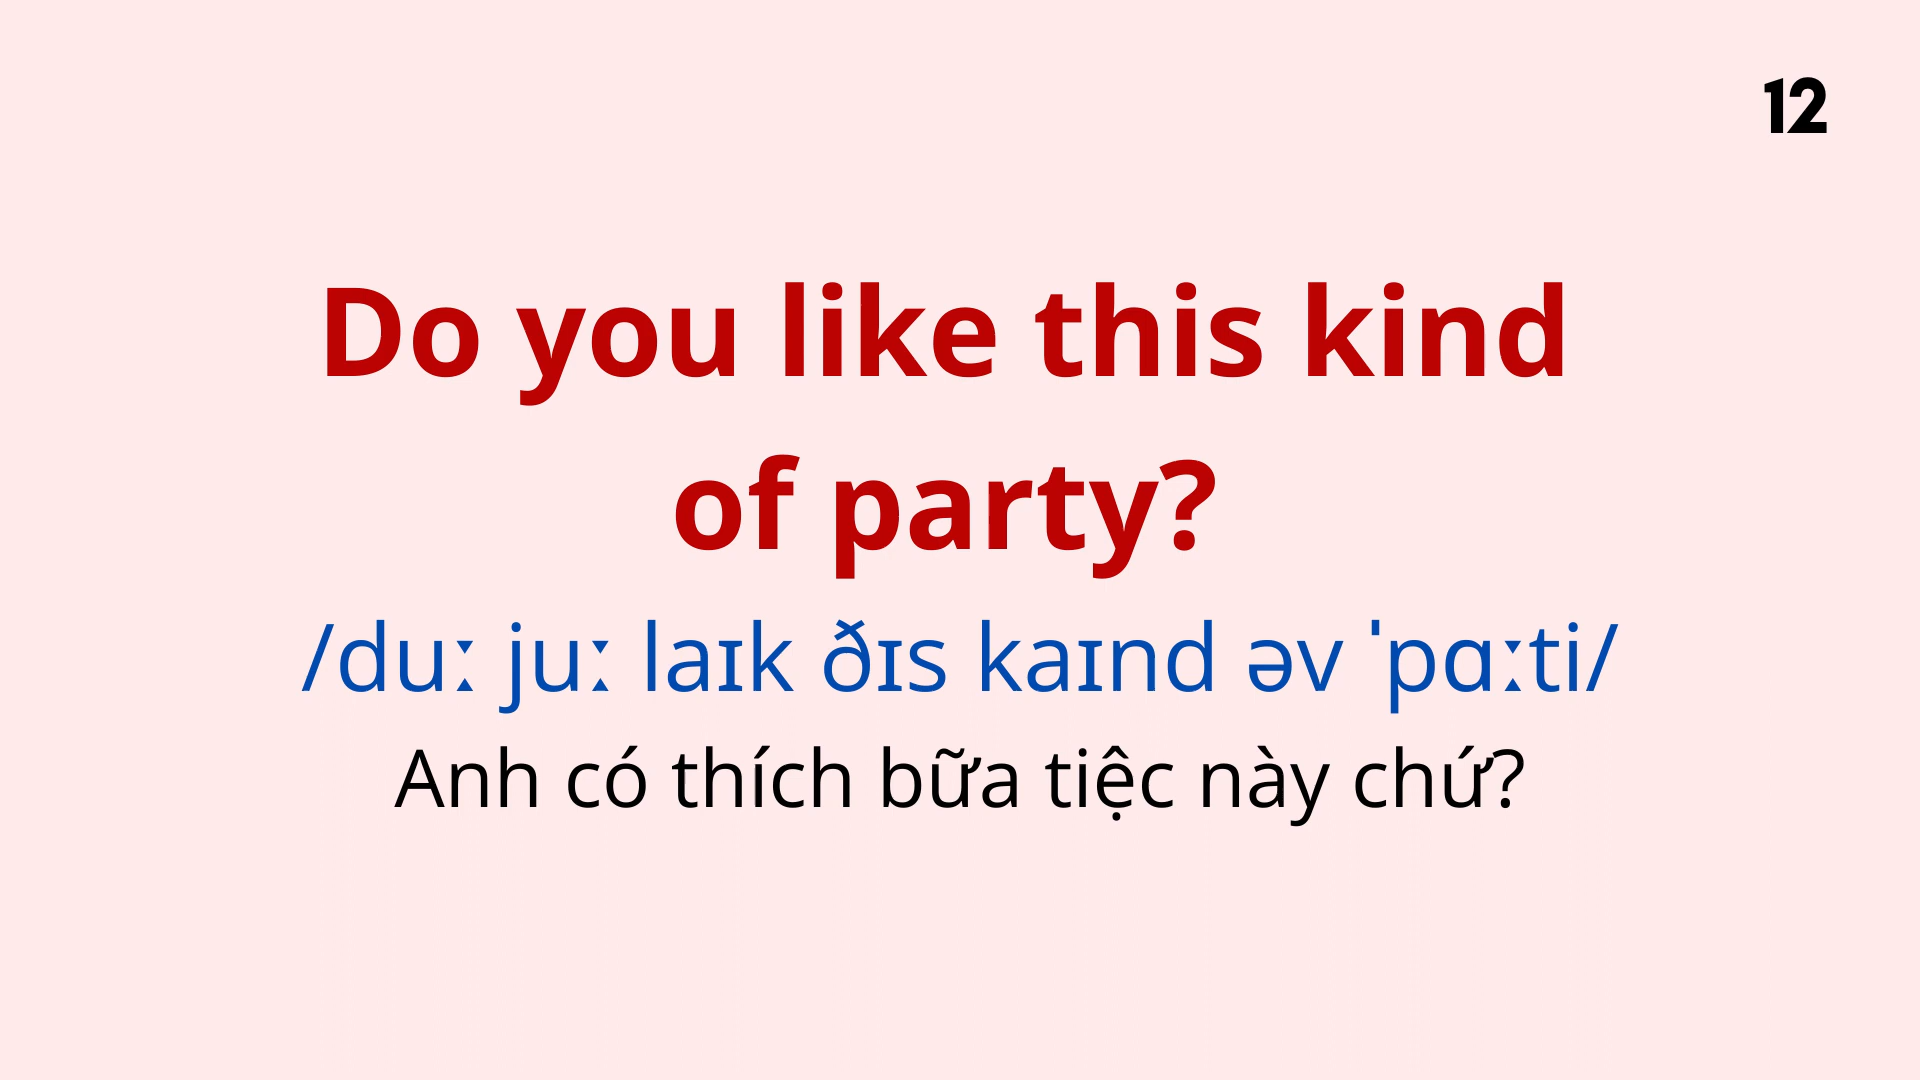 12
Do you like this kind
of party?
/duː juː laɪk ðɪs kaɪnd əv ˈpɑːti/
Anh có thích bữa tiệc này chứ?